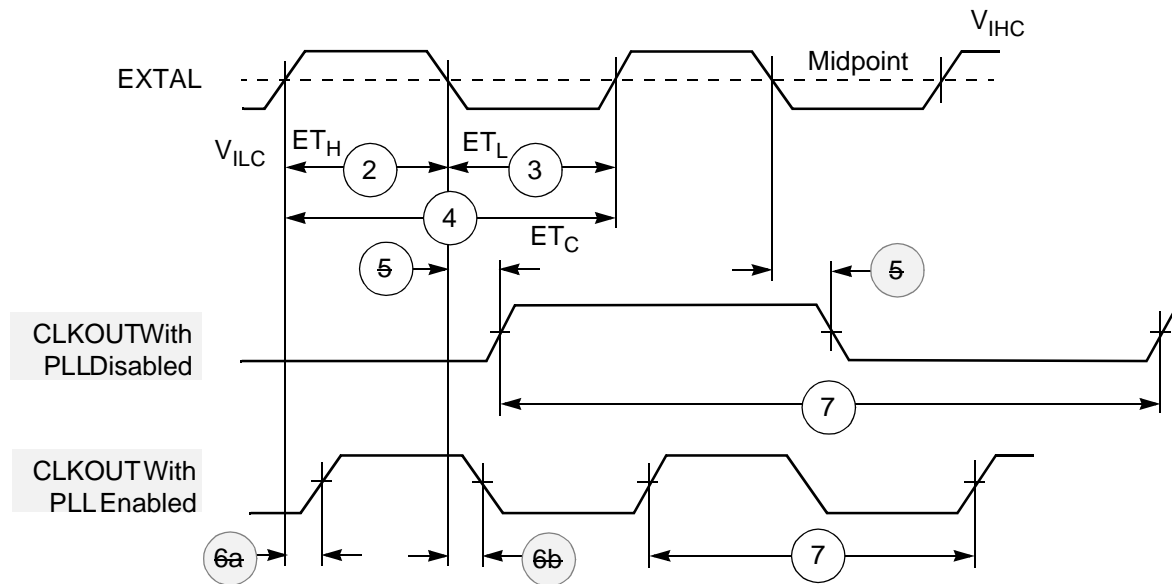 V_IHC
EXTAL
Midpoint
V_ILC
ET_H
ET_L
2
3
4
ET_C
5
5
CLKOUT With
PLL Disabled
7
CLKOUT With
PLL Enabled
6a
6b
7